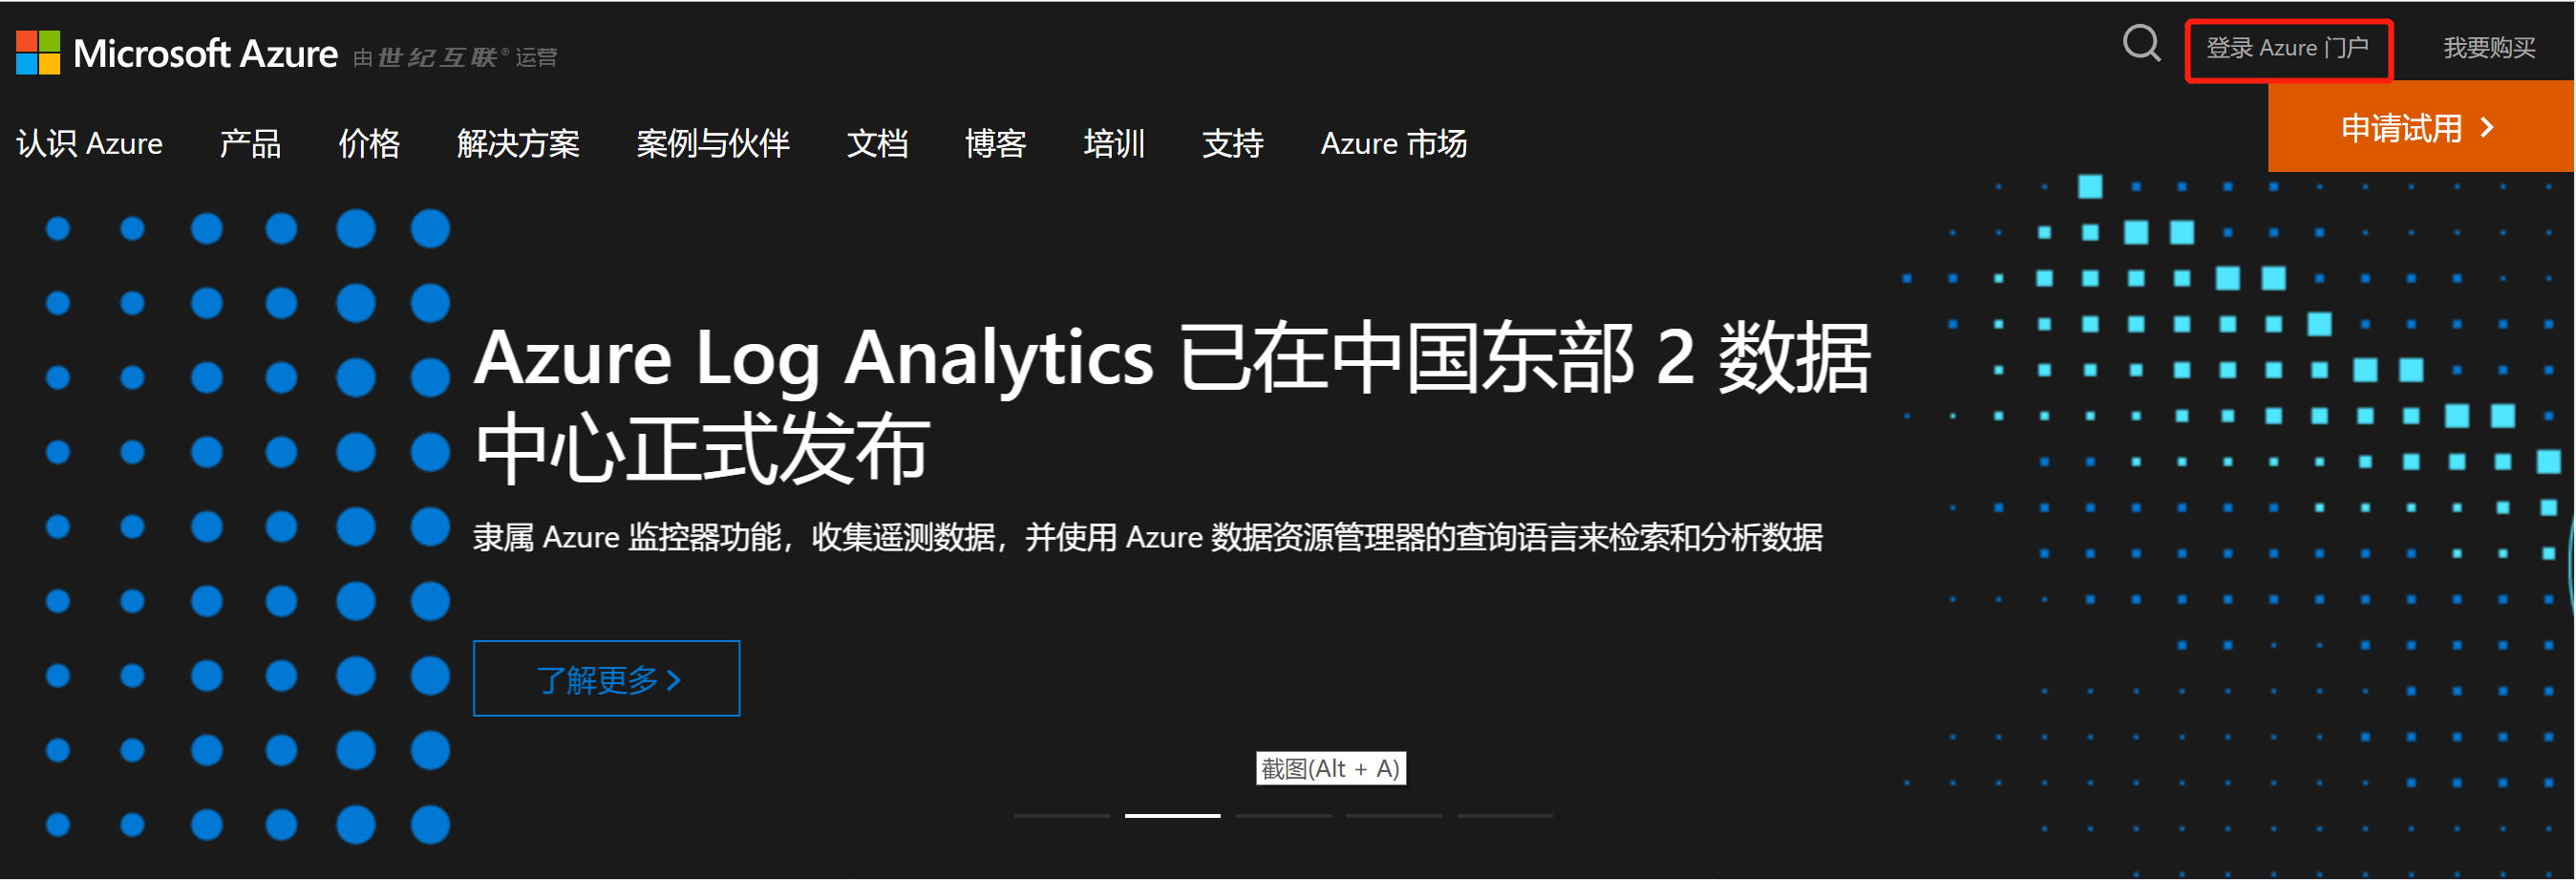 Microsoft Azure 由世纪互联®运营
登录 Azure 门户
我要购买
认识 Azure 产品 价格 解决方案 案例与伙伴 文档 博客 培训 支持 Azure 市场
申请试用
Azure Log Analytics 已在中国东部 2 数据
中心正式发布
隶属 Azure 监控器功能，收集遥测数据，并使用 Azure 数据资源管理器的查询语言来检索和分析数据
了解更多
截图(Alt + A)